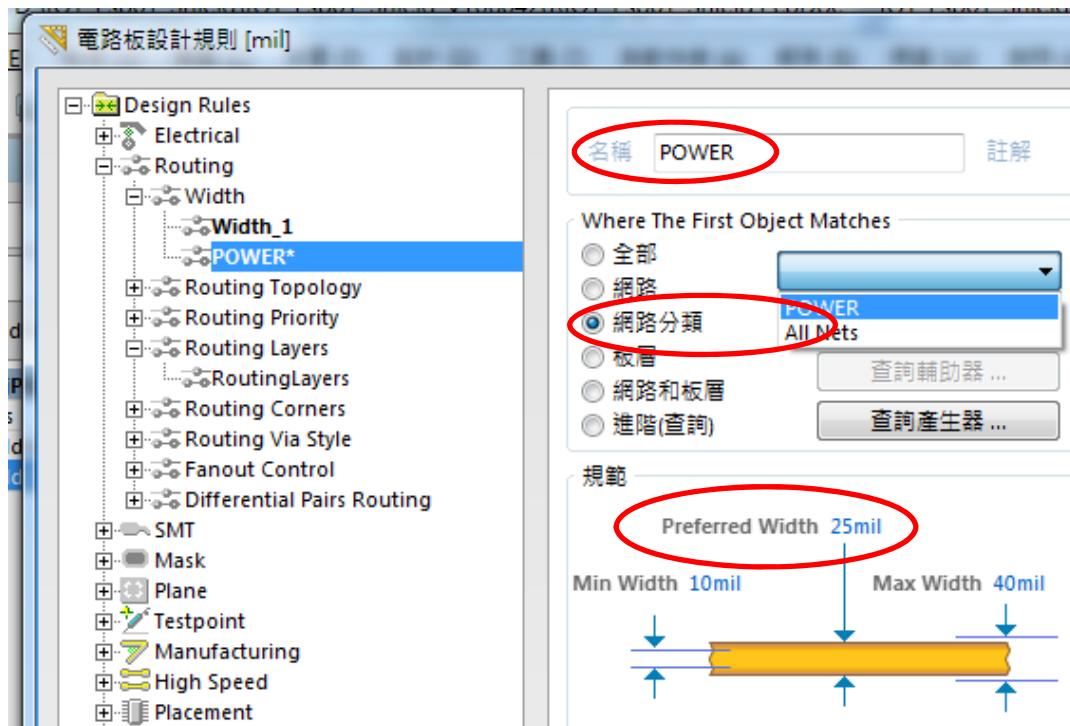 電路板設計規則 [mil]
Design Rules
Electrical
Routing
Width
Width_1
POWER*
Routing Topology
Routing Priority
Routing Layers
RoutingLayers
Routing Corners
Routing Via Style
Fanout Control
Differential Pairs Routing
SMT
Mask
Plane
Testpoint
Manufacturing
High Speed
Placement
名稱 POWER 註解
Where The First Object Matches
全部
網路
網路分類
板層
網路和板層
進階(查詢)
POWER
All Nets
查詢輔助器 ...
查詢產生器 ...
規範
Preferred Width 25mil
Min Width 10mil Max Width 40mil